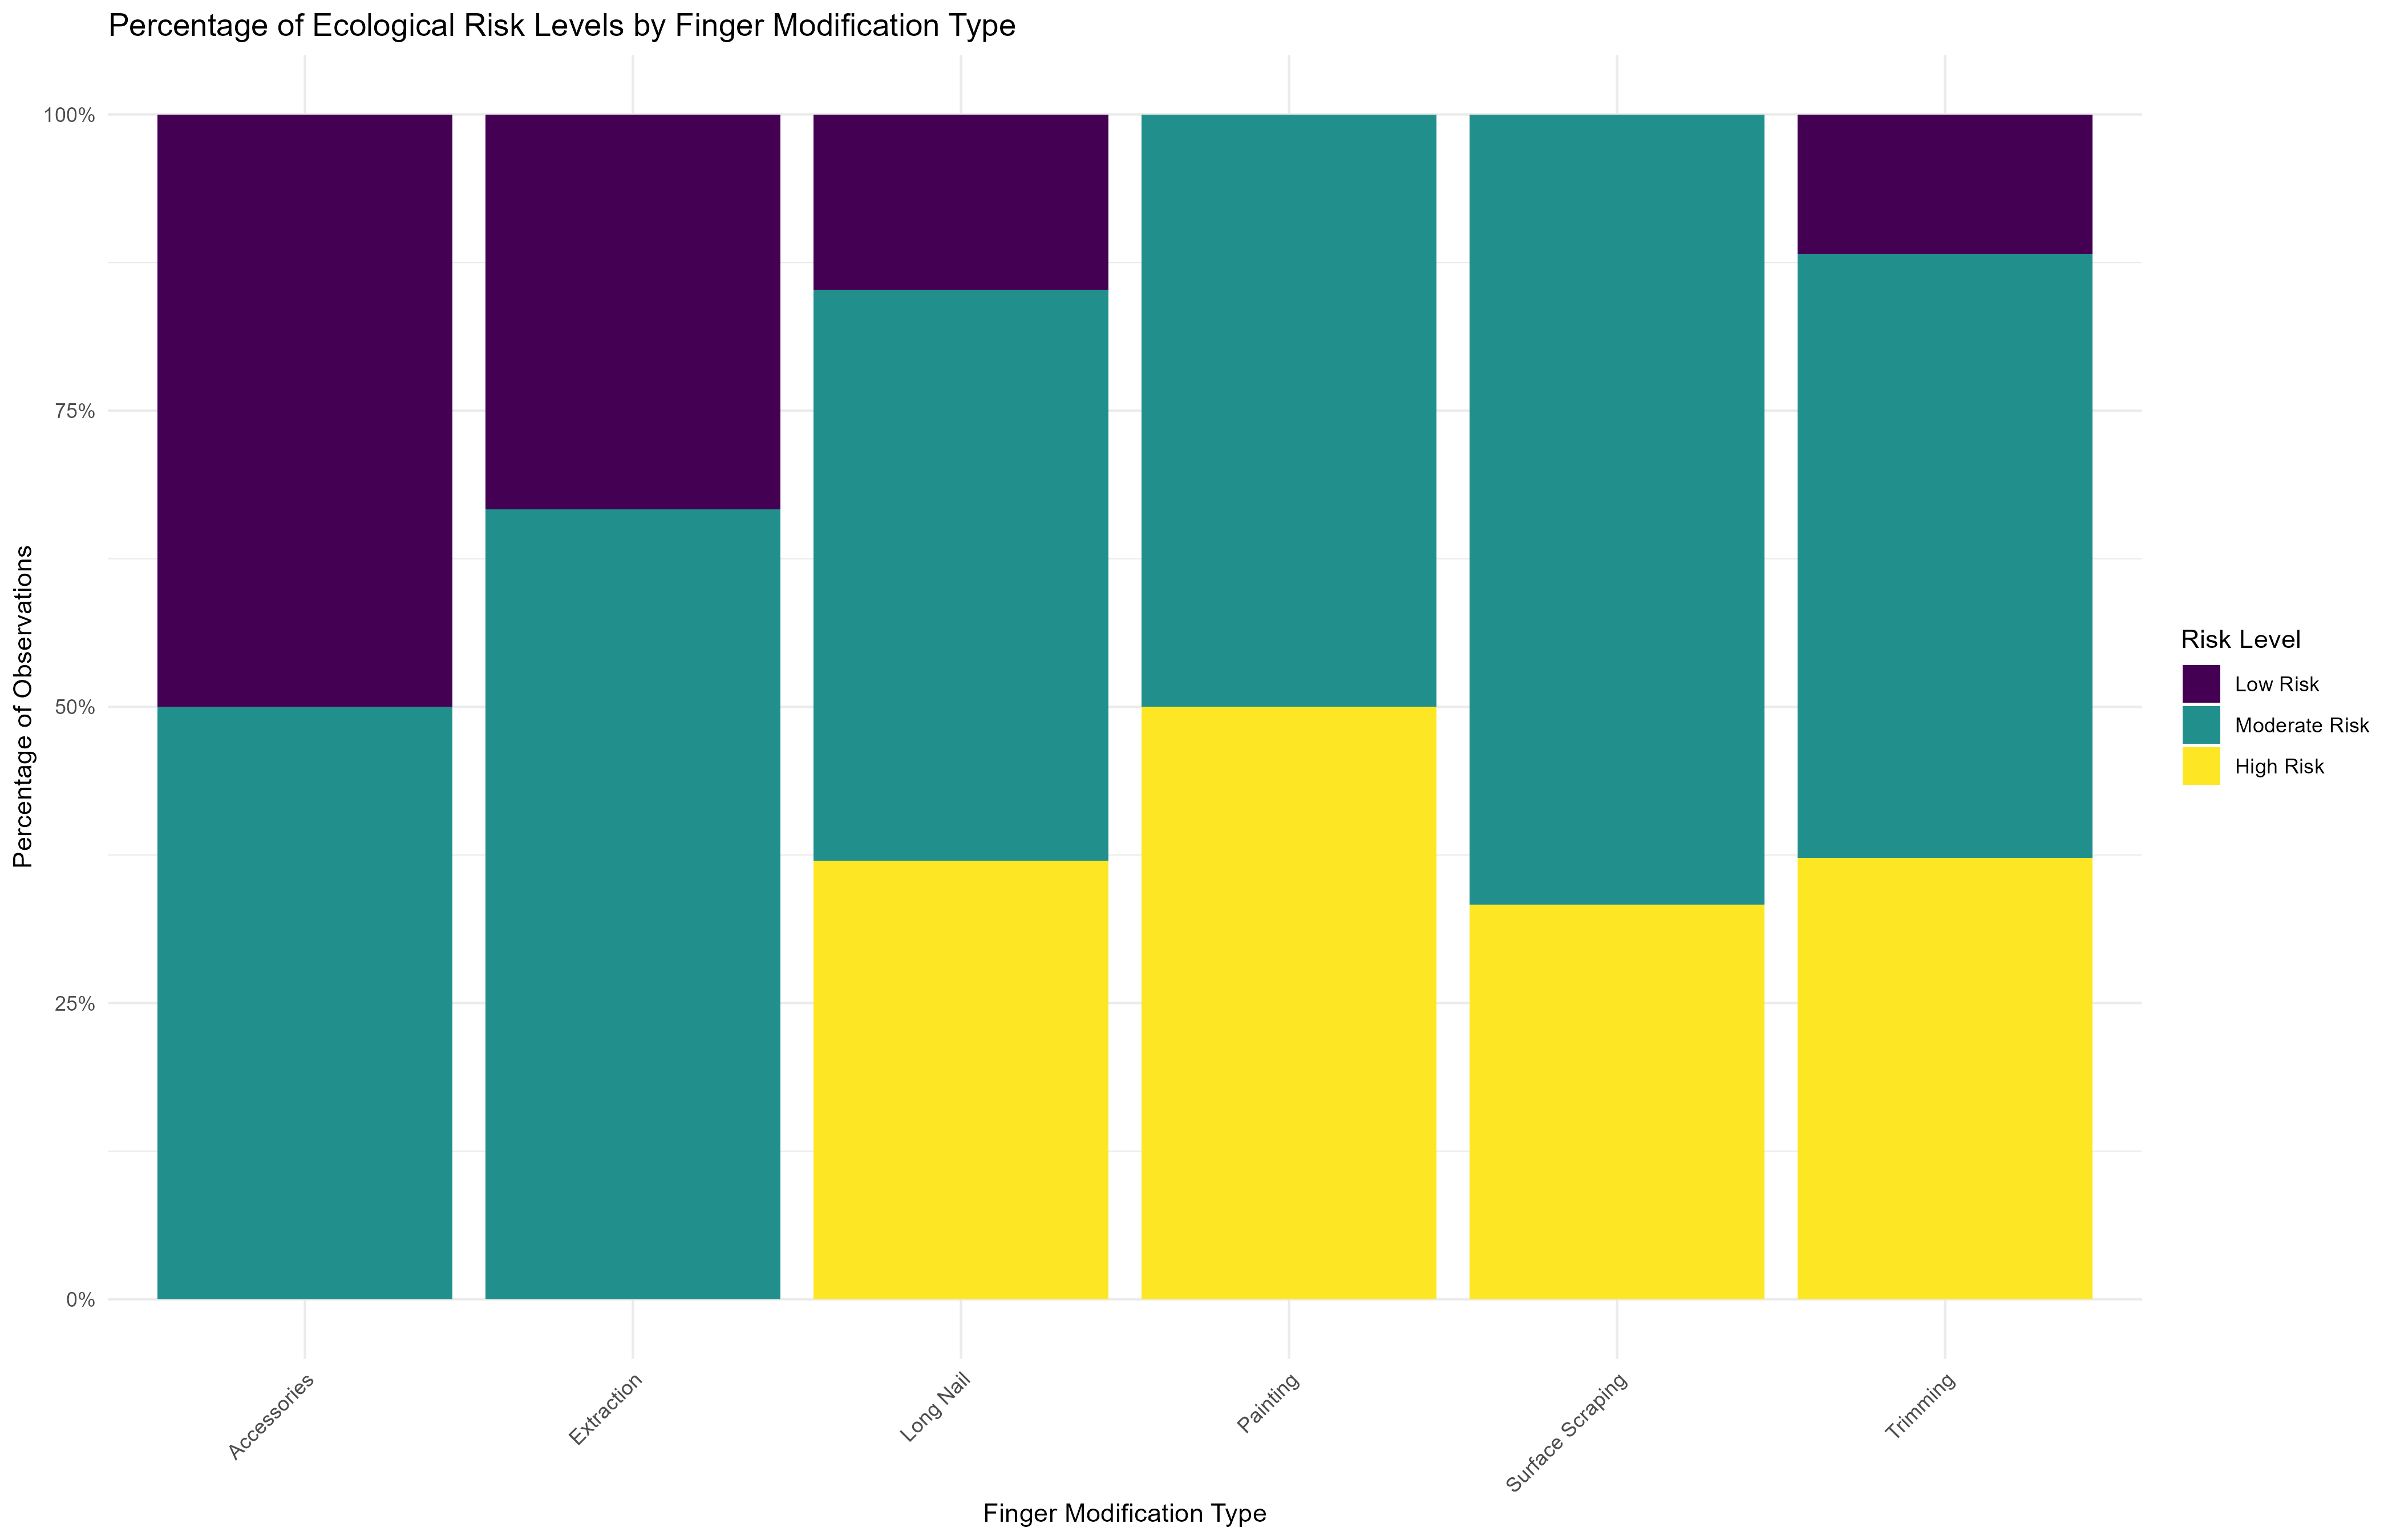 Percentage of Ecological Risk Levels by Finger Modification Type
Percentage of Observations
100%
75%
50%
25%
0%
Accessories
Extraction
Long Nail
Painting
Surface Scraping
Trimming
Finger Modification Type
Risk Level
Low Risk
Moderate Risk
High Risk